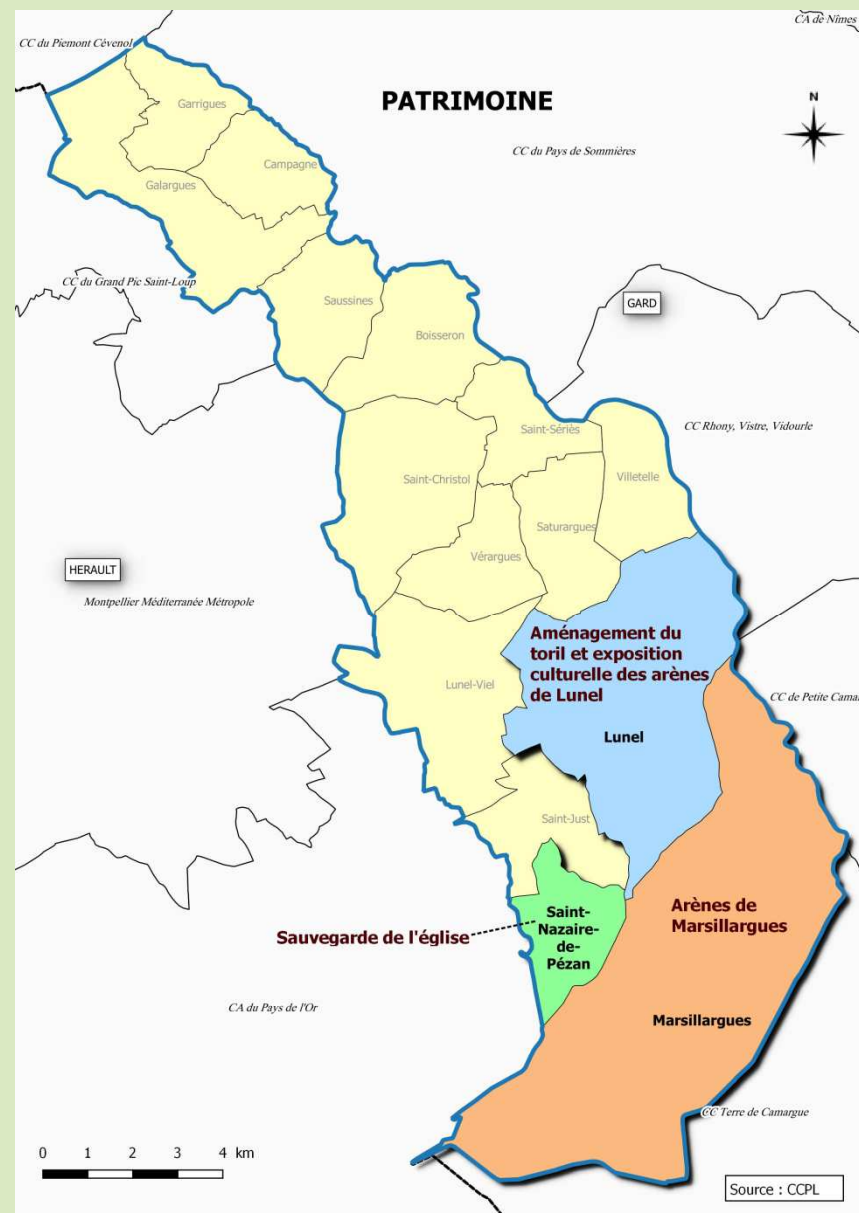 CA de Nîmes
CC du Piemont Cévenol
PATRIMOINE
N
Garrigues
CC du Pays de Sommières
Campagne
Galargues
CC du Grand Pic Saint-Loup
Saussines
GARD
Boisseron
CC Rhony, Vistre, Vidourle
Saint-Sériès
Saint-Christol
Villetelle
Saturargues
Vérargues
HERAULT
Montpellier Méditerranée Métropole
Aménagement du
toril et exposition
culturelle des arènes
de Lunel
Lunel-Viel
CC de Petite Camar
Lunel
Saint-Just
Arènes de
Marsillargues
Saint-
Nazaire-
de-
Pézan
Sauvegarde de l'église
CA du Pays de l'Or
Marsillargues
CC Terre de Camargue
0 1 2 3 4 km
Source : CCPL